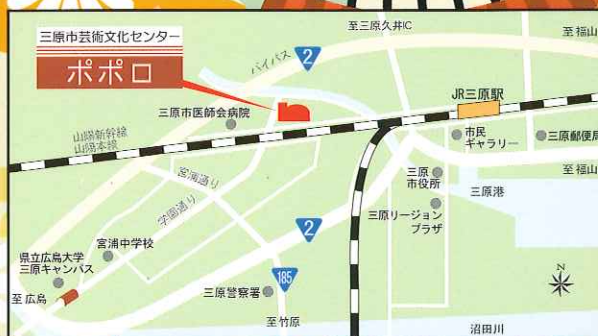 三原市芸術文化センター
ポポロ
至三原久井IC
至福山
バイパス
2
JR三原駅
三原市医師会病院
山陽新幹線
山陽本線
市民
ギャラリー
三原郵便局
宮浦通り
学園通り
三原
市役所
至福山
三原港
三原リージョン
プラザ
2
宮浦中学校
県立広島大学
三原キャンパス
185
三原警察署
至広島
至竹原
沼田川
N